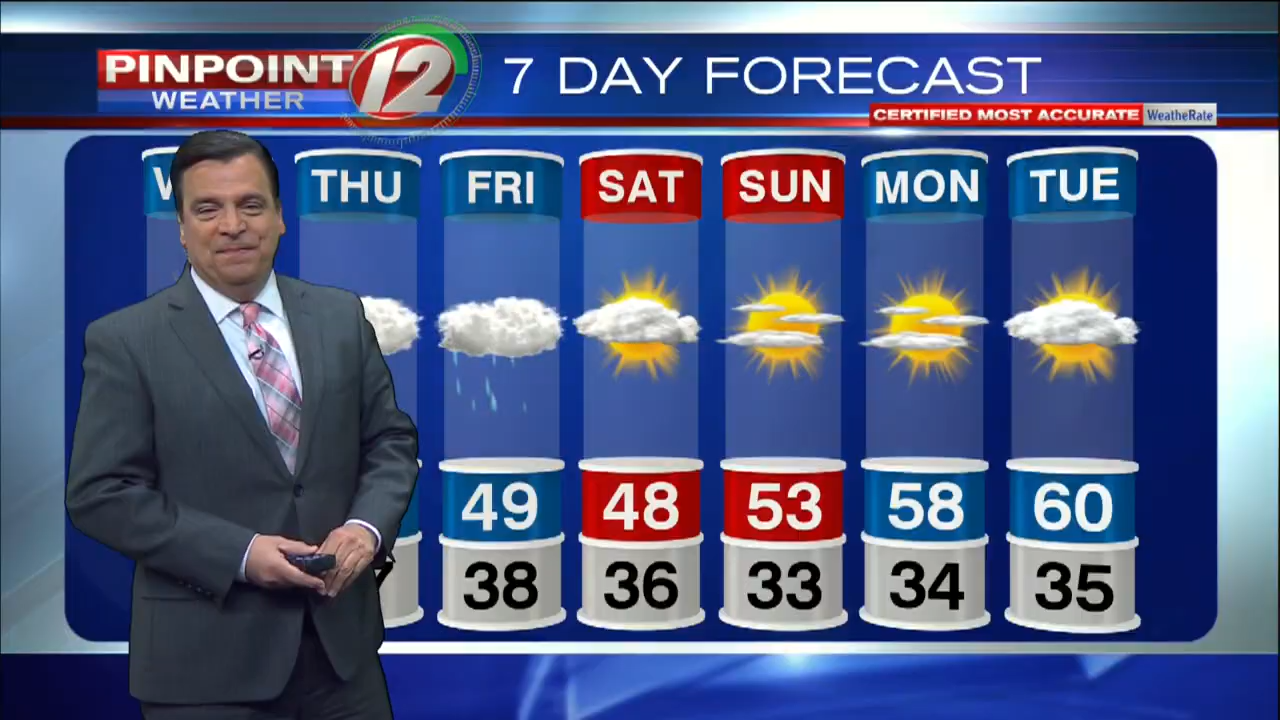 PINPOINT 12
WEATHER
7 DAY FORECAST
CERTIFIED MOST ACCURATE WeatheRate
THU FRI SAT SUN MON TUE
49 48 53 58 60
38 36 33 34 35